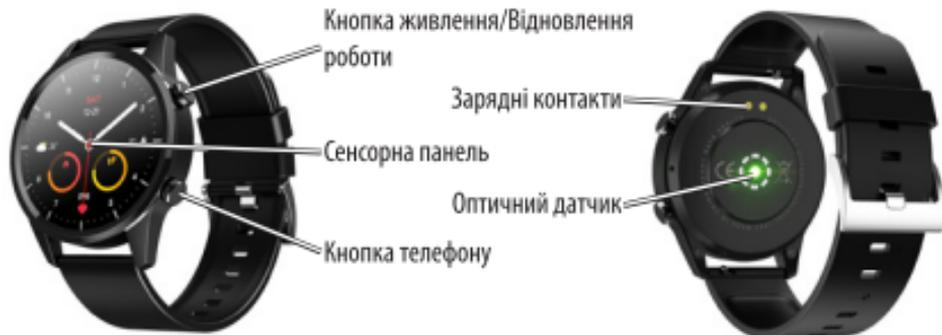 Кнопка живлення/Відновлення
роботи
Зарядні контакти
Сенсорна панель
Оптичний датчик
Кнопка телефону